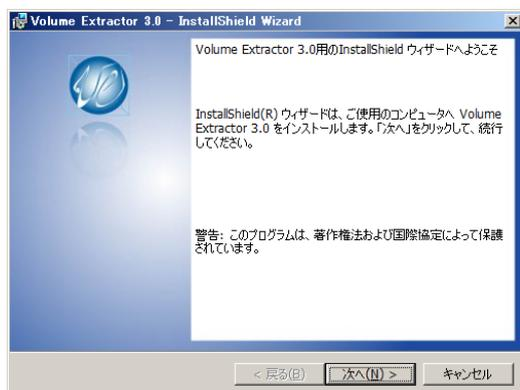 Volume Extractor 3.0 - InstallShield Wizard
Volume Extractor 3.0用のInstallShield ウィザードへようこそ
InstallShield(R) ウィザードは、ご使用のコンピュータへ Volume
Extractor 3.0 をインストールします。「次へ」をクリックして、続行
してください。
警告: このプログラムは、著作権法および国際協定によって保護
されています。
< 戻る(B)
次へ(N) >
キャンセル